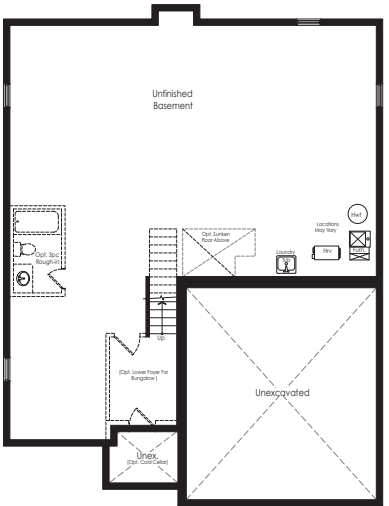 Unfinished
Basement
Opt. Sunken
Floor Above
Locations
May Vary
Hwt
Laundry
Tub
Hrv
Furn.
Opt. 3pc
Rough-in
Up
(Opt. Lower Foyer For
Bungalow)
Unexcavated
Unex.
(Opt. Cold Cellar)